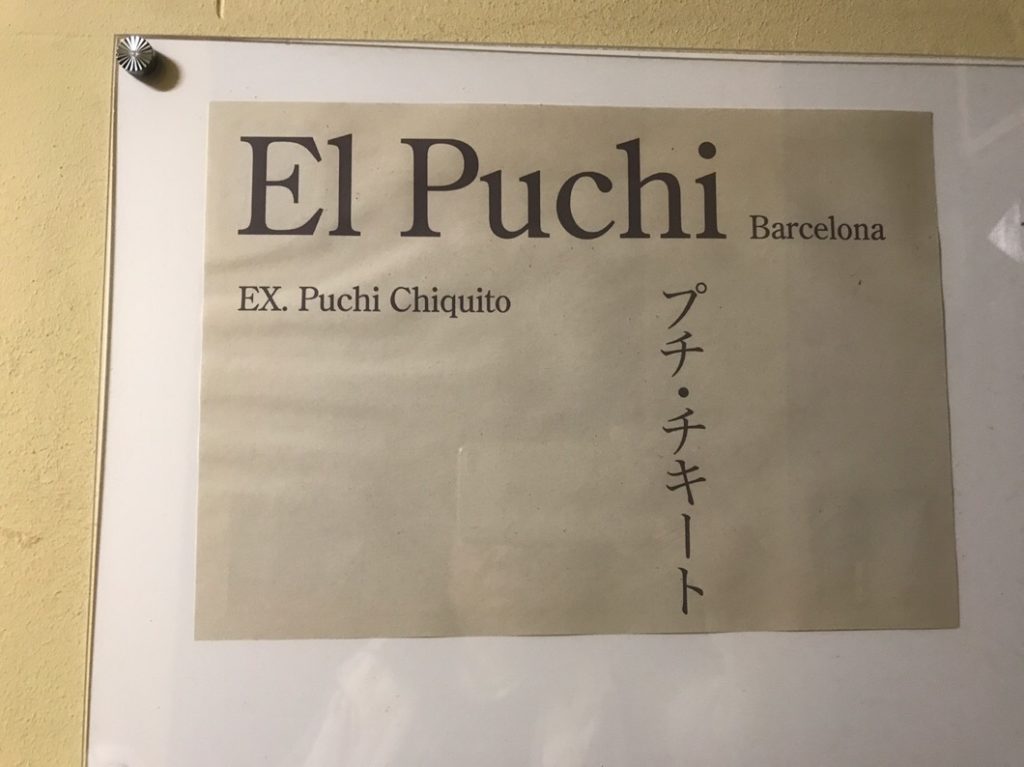 El Puchi Barcelona
EX. Puchi Chiquito
プチ・チキート